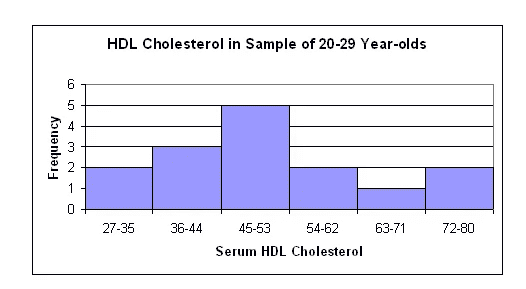 HDL Cholesterol in Sample of 20-29 Year-olds
Frequency
6
5
4
3
2
1
0
27-35 36-44 45-53 54-62 63-71 72-80
Serum HDL Cholesterol